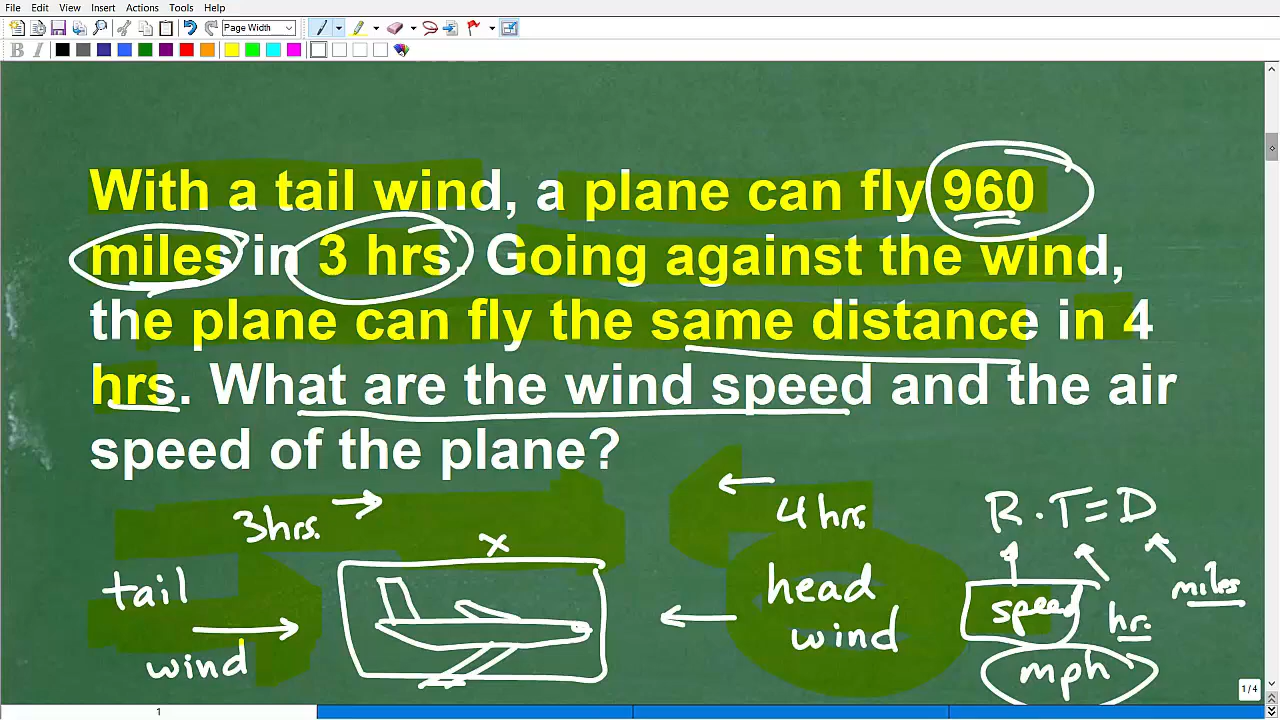 File Edit View Insert Actions Tools Help
Page Width
B I
With a tail wind, a plane can fly 960
miles in 3 hrs. Going against the wind,
the plane can fly the same distance in 4
hrs. What are the wind speed and the air
speed of the plane?
3hrs.
4 hrs.
R · T = D
x
tail
wind
head
wind
speed
hr.
miles
mph
1/4
1